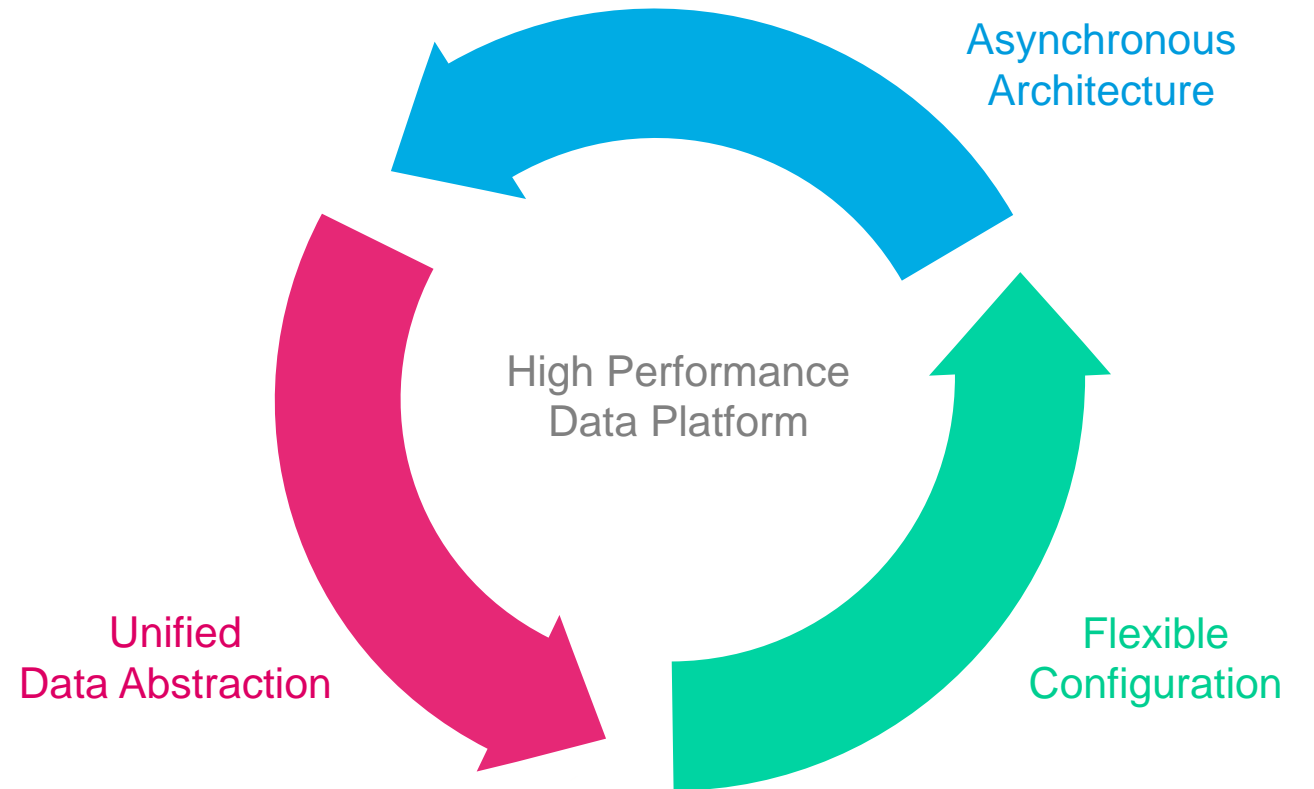 Asynchronous
Architecture
High Performance
Data Platform
Unified
Data Abstraction
Flexible
Configuration